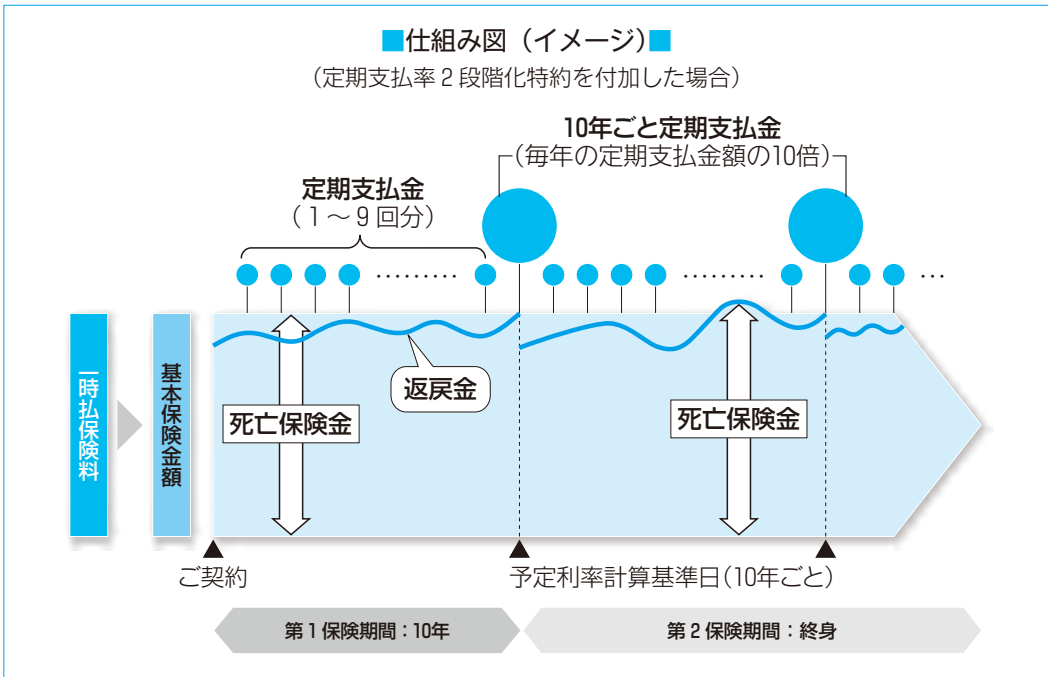 ■仕組み図（イメージ）■
（定期支払率2段階化特約を付加した場合）
10年ごと定期支払金
（毎年の定期支払金額の10倍）
定期支払金
（1～9回分）
一時払保険料
基本保険金額
返戻金
死亡保険金
死亡保険金
ご契約
予定利率計算基準日（10年ごと）
第1保険期間：10年
第2保険期間：終身